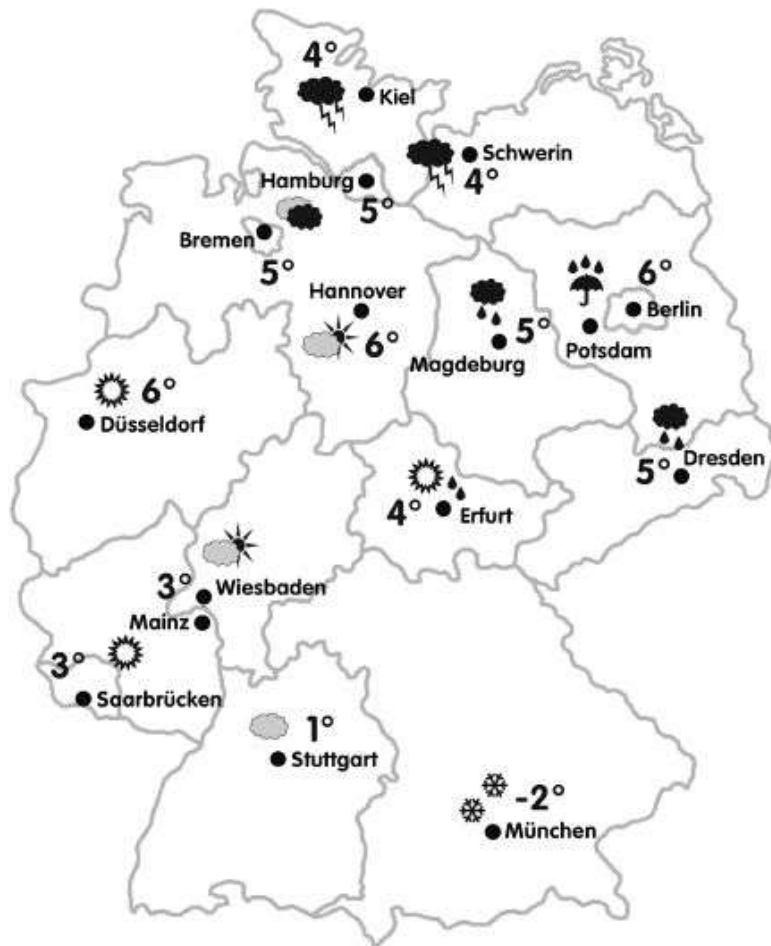 4°
Kiel
Schwerin
4°
Hamburg
5°
Bremen
5°
Hannover
6°
5°
Magdeburg
6°
Berlin
Potsdam
6°
Düsseldorf
Dresden
5°
4°
Erfurt
3°
Wiesbaden
Mainz
3°
Saarbrücken
1°
Stuttgart
-2°
München